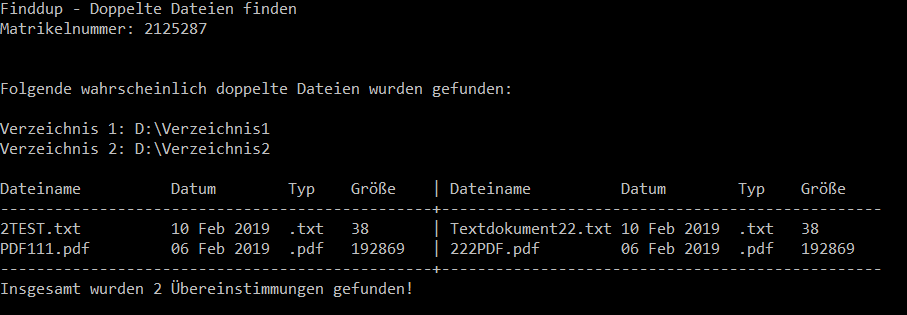 Finddup - Doppelte Dateien finden
Matrikelnummer: 2125287
Folgende wahrscheinlich doppelte Dateien wurden gefunden:
Verzeichnis 1: D:\Verzeichnis1
Verzeichnis 2: D:\Verzeichnis2
Dateiname          Datum        Typ    Größe    | Dateiname          Datum        Typ    Größe
------------------------------------------------+-------------------------------------------------
2TEST.txt          10 Feb 2019  .txt   38       | Textdokument22.txt 10 Feb 2019  .txt   38
PDF111.pdf         06 Feb 2019  .pdf   192869   | 222PDF.pdf         06 Feb 2019  .pdf   192869
------------------------------------------------+-------------------------------------------------
Insgesamt wurden 2 Übereinstimmungen gefunden!